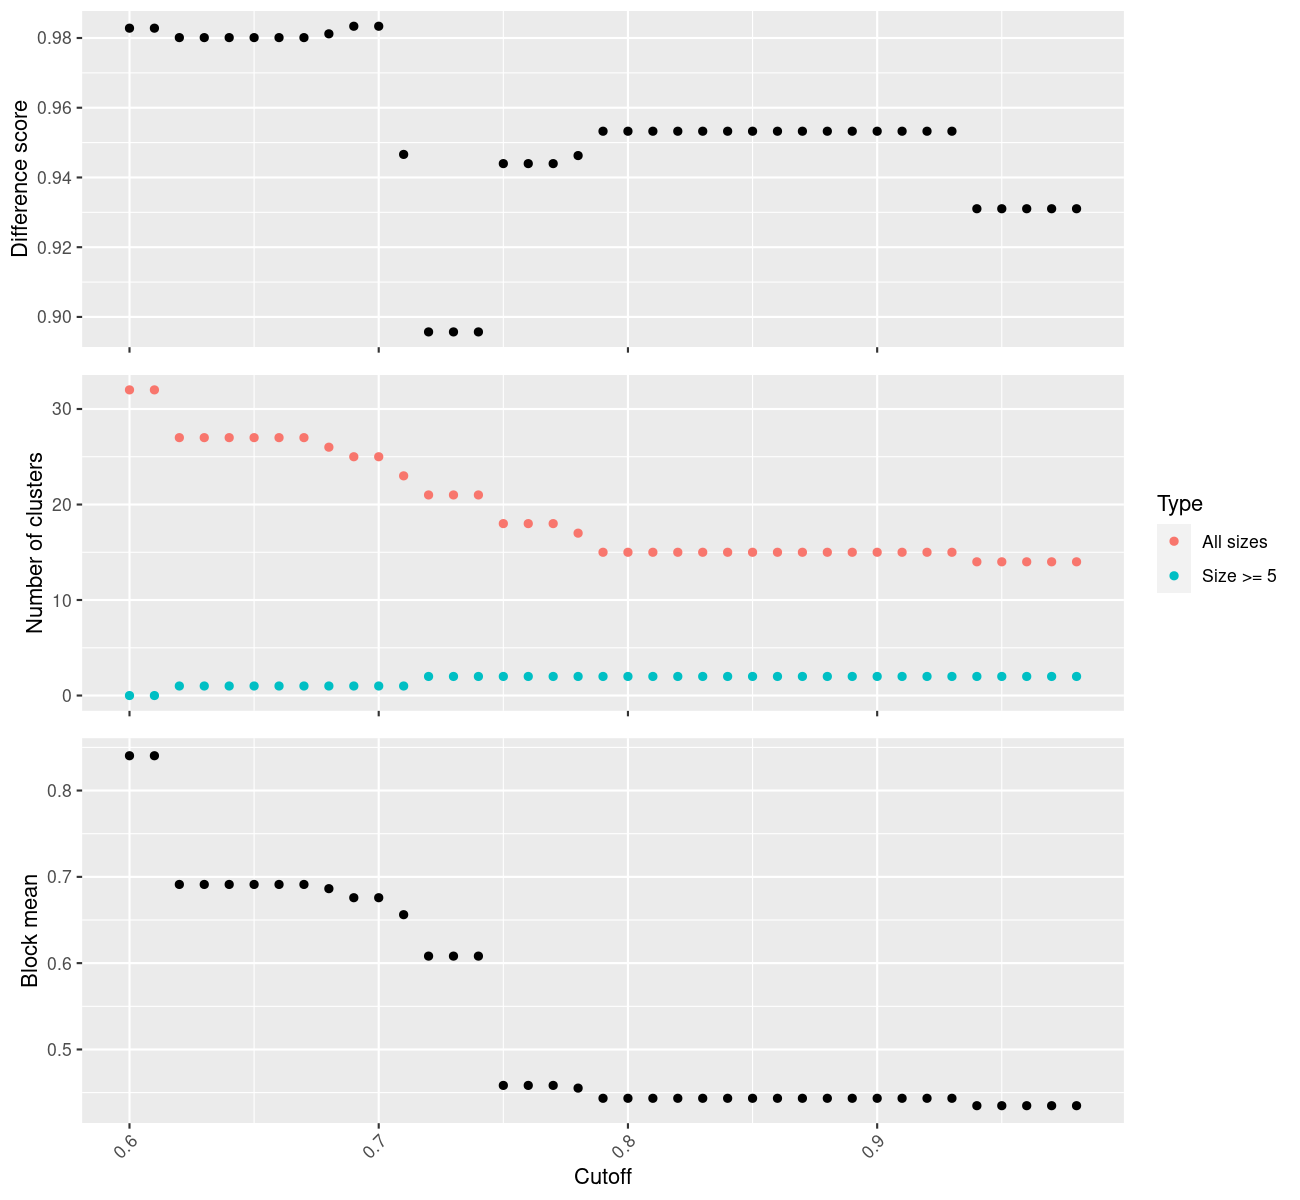 Difference score
0.98
0.96
0.94
0.92
0.90
Number of clusters
30
20
10
0
Type
All sizes
Size >= 5
Block mean
0.8
0.7
0.6
0.5
0.6 0.7 0.8 0.9
Cutoff